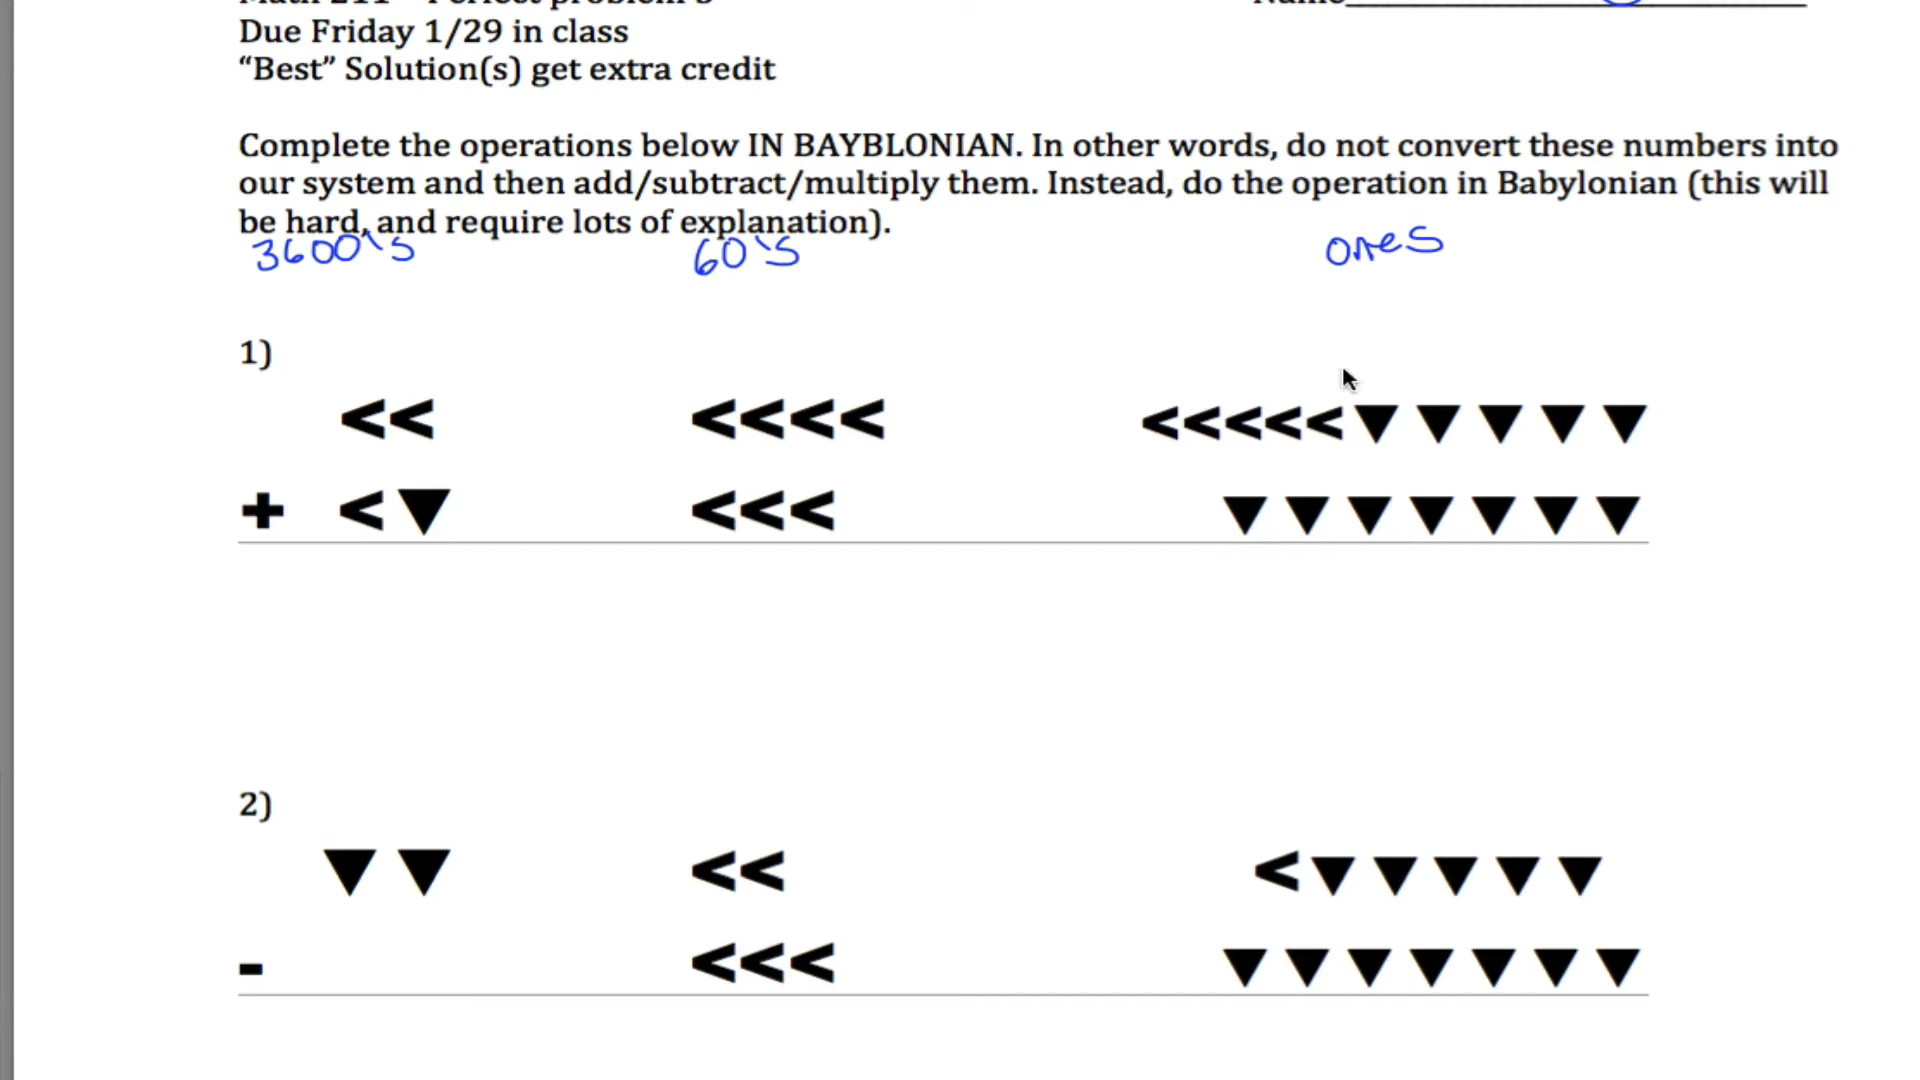 Due Friday 1/29 in class
“Best” Solution(s) get extra credit
Complete the operations below IN BAYBLONIAN. In other words, do not convert these numbers into
our system and then add/subtract/multiply them. Instead, do the operation in Babylonian (this will
be hard, and require lots of explanation).
3600's 60's ones
1)
<< <<<< <<<<<▼▼▼▼▼
+ <▼ <<< ▼▼▼▼▼▼▼
2)
▼▼ << <▼▼▼▼▼
- <<< ▼▼▼▼▼▼▼